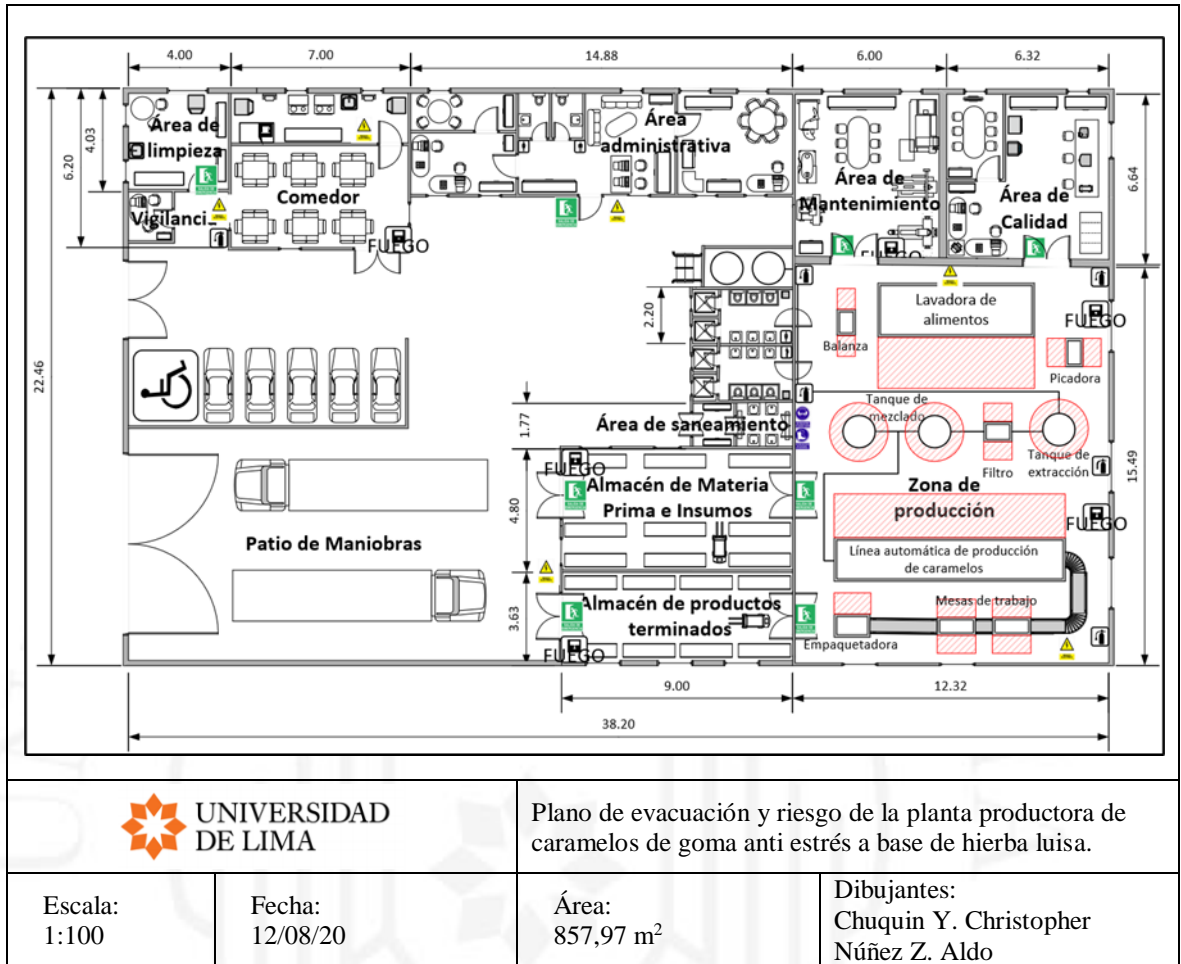 4.00
7.00
14.88
6.00
6.32
4.03
6.20
22.46
6.64
15.49
2.20
1.77
4.80
3.63
Área de
limpieza
Vigilanci
Comedor
FUEGO
Área
administrativa
Área de
Mantenimiento
FUEGO
Área de
Calidad
Lavadora de
alimentos
FUEGO
Balanza
Picadora
Tanque de
mezclado
Área de saneamiento
Filtro
Tanque de
extracción
FUEGO
Almacén de Materia
Prima e Insumos
Zona de
producción
FUEGO
Patio de Maniobras
Línea automática de producción
de caramelos
Almacén de productos
terminados
Mesas de trabajo
Empaquetadora
FUEGO
9.00
12.32
38.20
UNIVERSIDAD
DE LIMA
Plano de evacuación y riesgo de la planta productora de
caramelos de goma anti estrés a base de hierba luisa.
Escala:
1:100
Fecha:
12/08/20
Área:
857,97 m²
Dibujantes:
Chuquin Y. Christopher
Núñez Z. Aldo